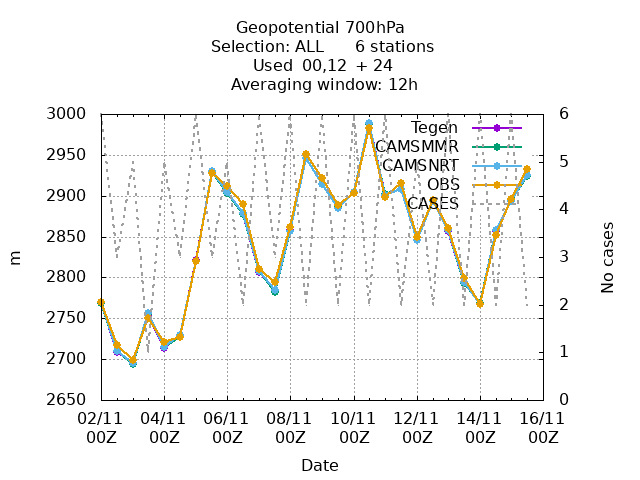 Geopotential 700hPa
Selection: ALL 6 stations
Used 00,12 + 24
Averaging window: 12h
3000 6
Tegen
CAMSMMR
2950 5
CAMSNRT
OBS
2900
CASES
4
2850
m
No cases
3
2800
2750 2
2700 1
2650 0
02/11 04/11 06/11 08/11 10/11 12/11 14/11 16/11
00Z 00Z 00Z 00Z 00Z 00Z 00Z 00Z
Date